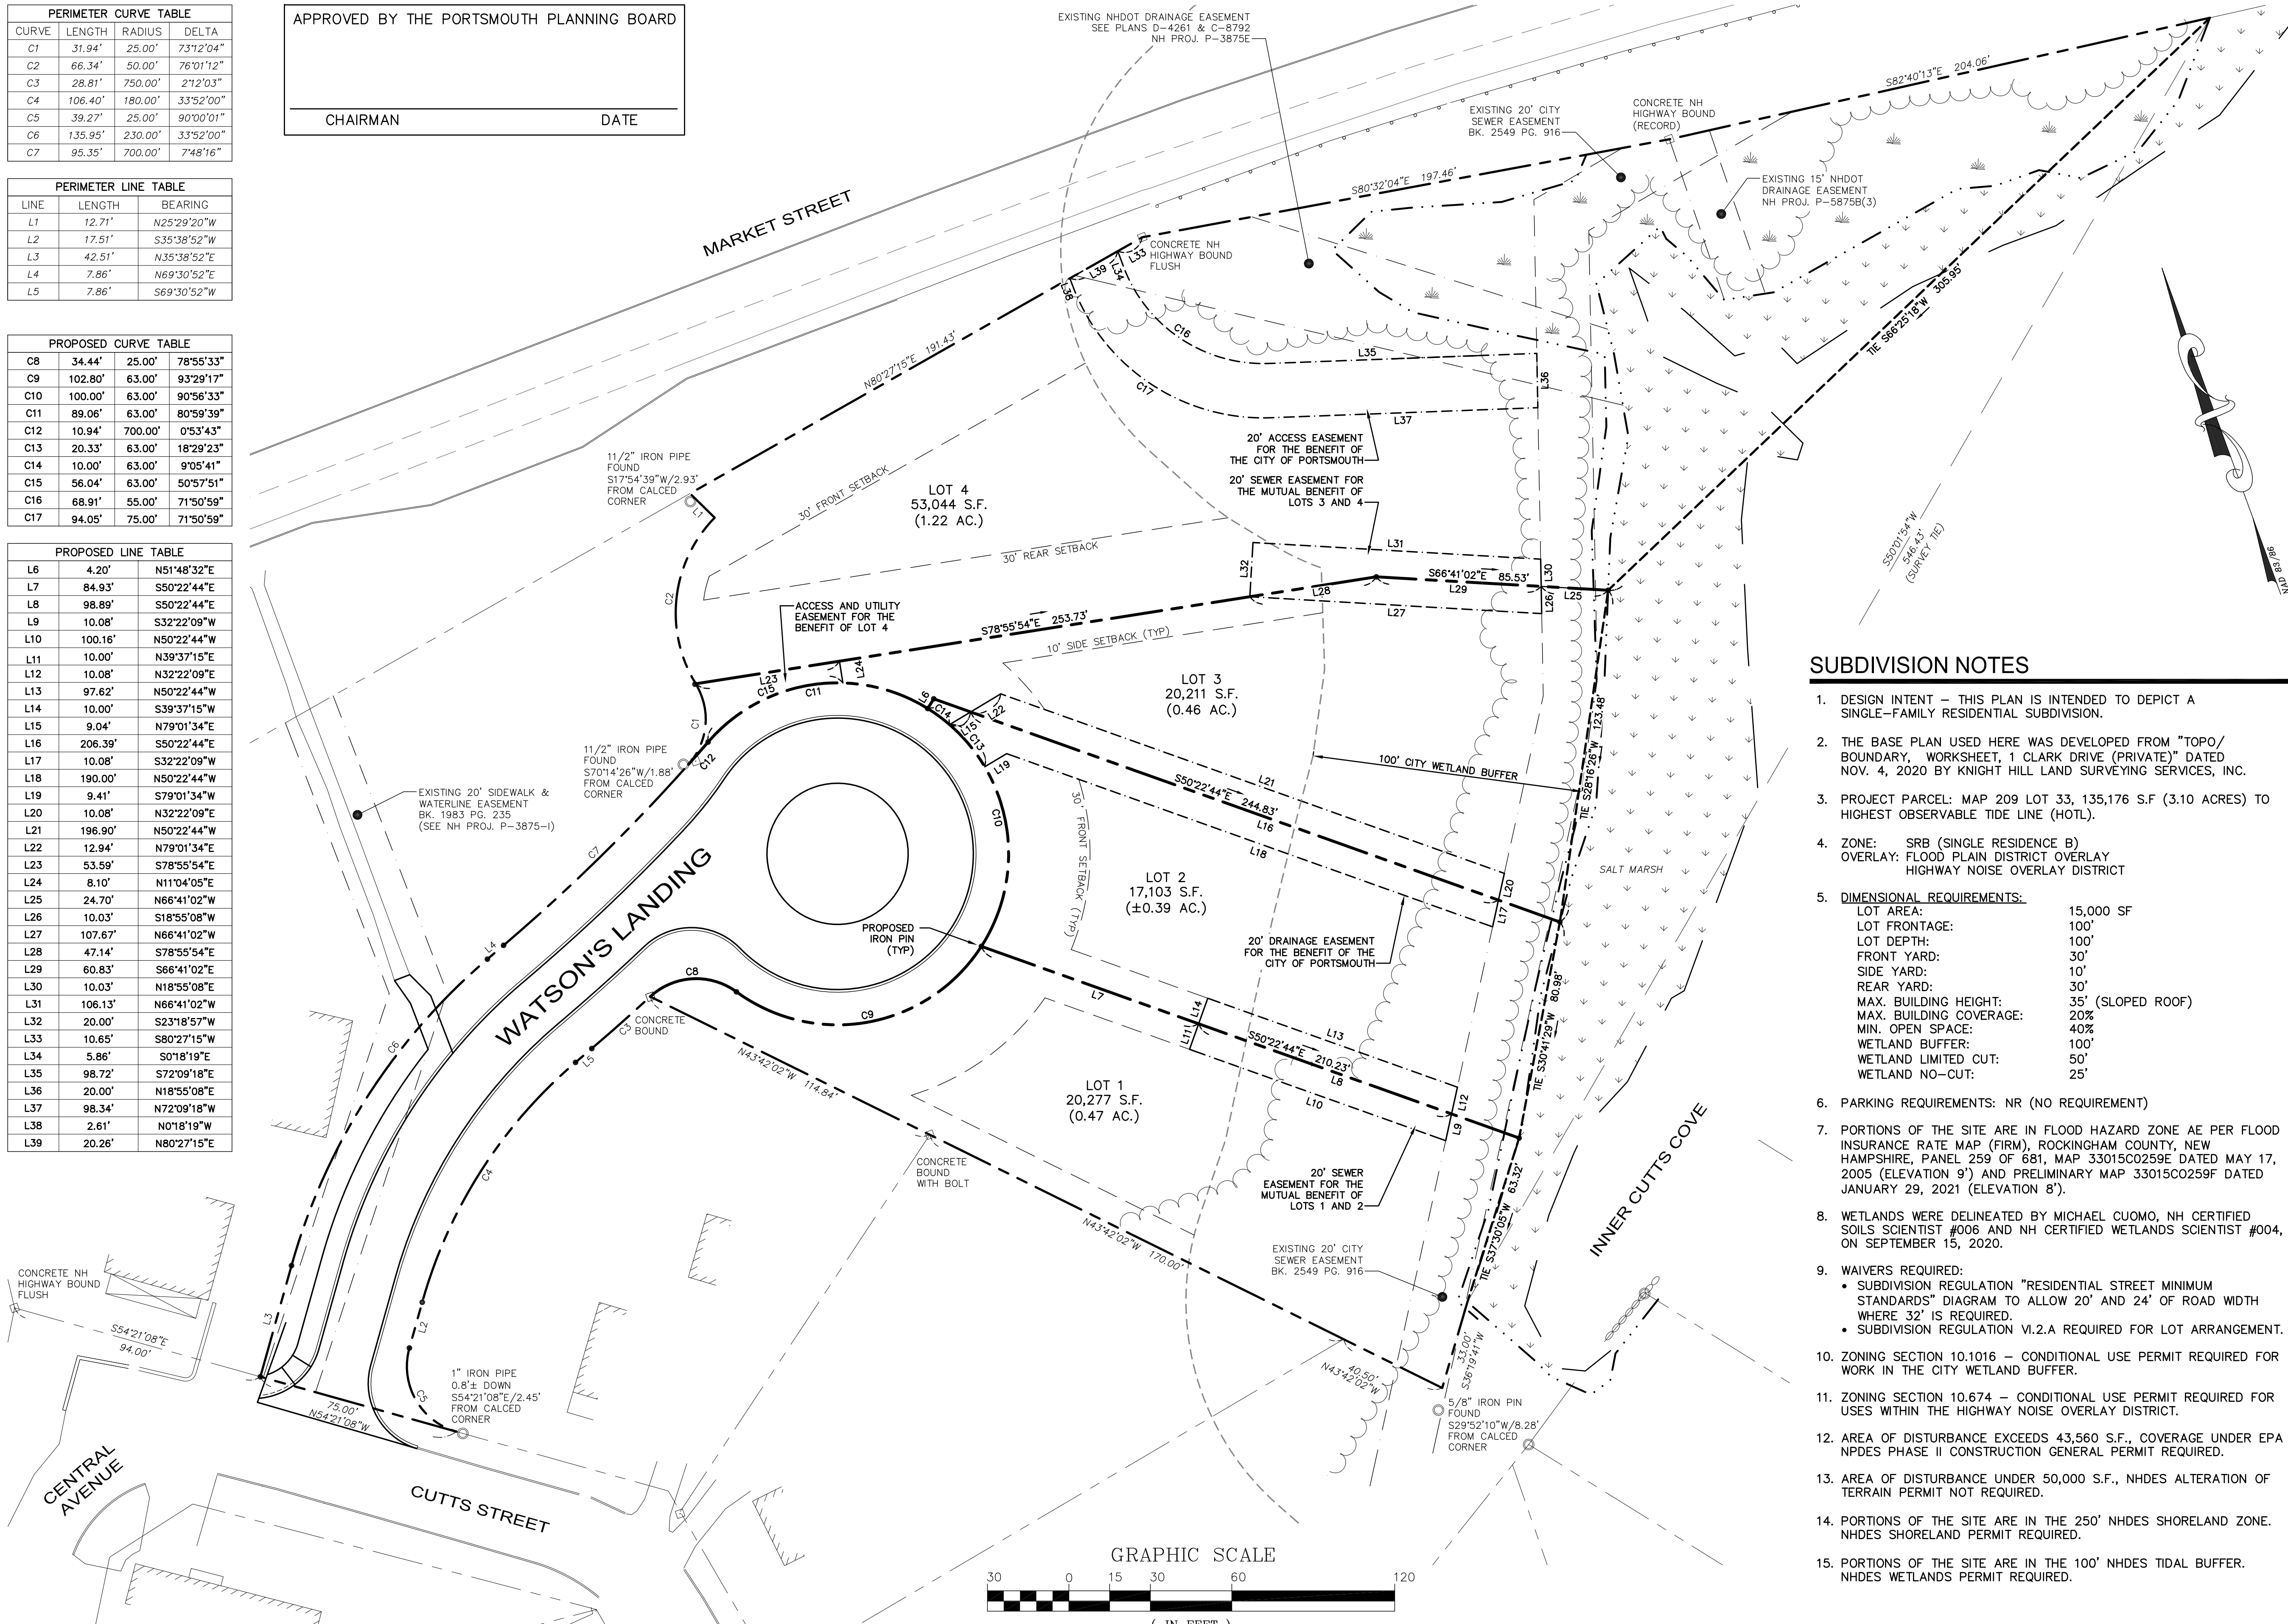 PERIMETER CURVE TABLE
CURVE LENGTH RADIUS DELTA
C1 31.94' 25.00' 73°12'04"
C2 66.34' 50.00' 76°01'12"
C3 28.81' 750.00' 2°12'03"
C4 106.40' 180.00' 33°52'00"
C5 39.27' 25.00' 90°00'01"
C6 135.95' 230.00' 33°52'00"
C7 95.35' 700.00' 7°48'16"
PERIMETER LINE TABLE
LINE LENGTH BEARING
L1 12.71' N25°29'20"W
L2 17.51' S35°38'52"W
L3 42.51' N35°38'52"E
L4 7.86' N69°30'52"E
L5 7.86' S69°30'52"W
PROPOSED CURVE TABLE
C8 34.44' 25.00' 78°55'33"
C9 102.80' 63.00' 93°29'17"
C10 100.00' 63.00' 90°56'33"
C11 89.06' 63.00' 80°59'39"
C12 10.94' 700.00' 0°53'43"
C13 20.33' 63.00' 18°29'23"
C14 10.00' 63.00' 9°05'41"
C15 56.04' 63.00' 50°57'51"
C16 68.91' 55.00' 71°50'59"
C17 94.05' 75.00' 71°50'59"
PROPOSED LINE TABLE
L6 4.20' N51°48'32"E
L7 84.93' S50°22'44"E
L8 98.89' S50°22'44"E
L9 10.08' S32°22'09"W
L10 100.16' N50°22'44"W
L11 10.00' N39°37'15"E
L12 10.08' N32°22'09"E
L13 97.62' N50°22'44"W
L14 10.00' S39°37'15"W
L15 9.04' N79°01'34"E
L16 206.39' S50°22'44"E
L17 10.08' S32°22'09"W
L18 190.00' N50°22'44"W
L19 9.41' S79°01'34"W
L20 10.08' N32°22'09"E
L21 196.90' N50°22'44"W
L22 12.94' N79°01'34"E
L23 53.59' S78°55'54"E
L24 8.10' N11°04'05"E
L25 24.70' N66°41'02"W
L26 10.03' S18°55'08"W
L27 107.67' N66°41'02"W
L28 47.14' S78°55'54"E
L29 60.83' S66°41'02"E
L30 10.03' N18°55'08"E
L31 106.13' N66°41'02"W
L32 20.00' S23°18'57"W
L33 10.65' S80°27'15"W
L34 5.86' S0°18'19"E
L35 98.72' S72°09'18"E
L36 20.00' N18°55'08"E
L37 98.34' N72°09'18"W
L38 2.61' N0°18'19"W
L39 20.26' N80°27'15"E
APPROVED BY THE PORTSMOUTH PLANNING BOARD
CHAIRMAN DATE
EXISTING NHDOT DRAINAGE EASEMENT
SEE PLANS D-4261 & C-8792
NH PROJ. P-3875E
MARKET STREET
EXISTING 20' CITY
SEWER EASEMENT
BK. 2549 PG. 916
CONCRETE NH
HIGHWAY BOUND
(RECORD)
S82°40'13"E 204.06'
S80°32'04"E 197.46'
EXISTING 15' NHDOT
DRAINAGE EASEMENT
NH PROJ. P-5875B(3)
CONCRETE NH
HIGHWAY BOUND
FLUSH
L33
L34
L39
L38
C16
C17
L35
L36
L37
N80°27'15"E 191.43'
TIE S66°25'18"W 305.95'
S50°01'54"W
546.43'
(SURVEY TIE)
NAD 83/86
11/2" IRON PIPE
FOUND
S17°54'39"W/2.93'
FROM CALCED
CORNER
L1
C2
30' FRONT SETBACK
LOT 4
53,044 S.F.
(1.22 AC.)
30' REAR SETBACK
20' ACCESS EASEMENT
FOR THE BENEFIT OF
THE CITY OF PORTSMOUTH
20' SEWER EASEMENT FOR
THE MUTUAL BENEFIT OF
LOTS 3 AND 4
L31
L32
S66°41'02"E 85.53'
L30
L28
L29
L25
L26
L27
ACCESS AND UTILITY
EASEMENT FOR THE
BENEFIT OF LOT 4
S78°55'54"E 253.73'
10' SIDE SETBACK (TYP)
L23
L24
C15
C11
C1
C12
L6
C14
L15
C13
L22
L19
LOT 3
20,211 S.F.
(0.46 AC.)
11/2" IRON PIPE
FOUND
S70°14'26"W/1.88'
FROM CALCED
CORNER
EXISTING 20' SIDEWALK &
WATERLINE EASEMENT
BK. 1983 PG. 235
(SEE NH PROJ. P-3875-I)
100' CITY WETLAND BUFFER
TIE S28°16'26"W 123.48'
L21
S50°22'44"E 244.83'
L16
L18
L20
L17
C10
C7
30' FRONT SETBACK (TYP)
LOT 2
17,103 S.F.
(±0.39 AC.)
SALT MARSH
WATSON'S LANDING
PROPOSED
IRON PIN
(TYP)
20' DRAINAGE EASEMENT
FOR THE BENEFIT OF THE
CITY OF PORTSMOUTH
L4
C8
C9
L7
L14
L11
L13
S50°22'44"E 210.23'
L8
L10
L12
L9
TIE S30°41'29"W 80.98'
C3
CONCRETE
BOUND
L5
C6
C4
N43°42'02"W 114.84'
LOT 1
20,277 S.F.
(0.47 AC.)
CONCRETE
BOUND
WITH BOLT
20' SEWER
EASEMENT FOR THE
MUTUAL BENEFIT OF
LOTS 1 AND 2
N43°42'02"W 170.00'
TIE S37°30'05"W 63.32'
INNER CUTTS COVE
EXISTING 20' CITY
SEWER EASEMENT
BK. 2549 PG. 916
CONCRETE NH
HIGHWAY BOUND
FLUSH
S54°21'08"E
94.00'
L3
L2
C5
1" IRON PIPE
0.8'± DOWN
S54°21'08"E/2.45'
FROM CALCED
CORNER
75.00'
N54°21'08"W
40.50'
N43°42'02"W
33.00'
S36°19'41"W
5/8" IRON PIN
FOUND
S29°52'10"W/8.28'
FROM CALCED
CORNER
CENTRAL
AVENUE
CUTTS STREET
GRAPHIC SCALE
30 0 15 30 60 120
( IN FEET )
SUBDIVISION NOTES
1. DESIGN INTENT – THIS PLAN IS INTENDED TO DEPICT A
SINGLE–FAMILY RESIDENTIAL SUBDIVISION.
2. THE BASE PLAN USED HERE WAS DEVELOPED FROM "TOPO/
BOUNDARY, WORKSHEET, 1 CLARK DRIVE (PRIVATE)" DATED
NOV. 4, 2020 BY KNIGHT HILL LAND SURVEYING SERVICES, INC.
3. PROJECT PARCEL: MAP 209 LOT 33, 135,176 S.F (3.10 ACRES) TO
HIGHEST OBSERVABLE TIDE LINE (HOTL).
4. ZONE: SRB (SINGLE RESIDENCE B)
OVERLAY: FLOOD PLAIN DISTRICT OVERLAY
HIGHWAY NOISE OVERLAY DISTRICT
5. DIMENSIONAL REQUIREMENTS:
LOT AREA: 15,000 SF
LOT FRONTAGE: 100'
LOT DEPTH: 100'
FRONT YARD: 30'
SIDE YARD: 10'
REAR YARD: 30'
MAX. BUILDING HEIGHT: 35' (SLOPED ROOF)
MAX. BUILDING COVERAGE: 20%
MIN. OPEN SPACE: 40%
WETLAND BUFFER: 100'
WETLAND LIMITED CUT: 50'
WETLAND NO–CUT: 25'
6. PARKING REQUIREMENTS: NR (NO REQUIREMENT)
7. PORTIONS OF THE SITE ARE IN FLOOD HAZARD ZONE AE PER FLOOD
INSURANCE RATE MAP (FIRM), ROCKINGHAM COUNTY, NEW
HAMPSHIRE, PANEL 259 OF 681, MAP 33015C0259E DATED MAY 17,
2005 (ELEVATION 9') AND PRELIMINARY MAP 33015C0259F DATED
JANUARY 29, 2021 (ELEVATION 8').
8. WETLANDS WERE DELINEATED BY MICHAEL CUOMO, NH CERTIFIED
SOILS SCIENTIST #006 AND NH CERTIFIED WETLANDS SCIENTIST #004,
ON SEPTEMBER 15, 2020.
9. WAIVERS REQUIRED:
• SUBDIVISION REGULATION "RESIDENTIAL STREET MINIMUM
STANDARDS" DIAGRAM TO ALLOW 20' AND 24' OF ROAD WIDTH
WHERE 32' IS REQUIRED.
• SUBDIVISION REGULATION VI.2.A REQUIRED FOR LOT ARRANGEMENT.
10. ZONING SECTION 10.1016 – CONDITIONAL USE PERMIT REQUIRED FOR
WORK IN THE CITY WETLAND BUFFER.
11. ZONING SECTION 10.674 – CONDITIONAL USE PERMIT REQUIRED FOR
USES WITHIN THE HIGHWAY NOISE OVERLAY DISTRICT.
12. AREA OF DISTURBANCE EXCEEDS 43,560 S.F., COVERAGE UNDER EPA
NPDES PHASE II CONSTRUCTION GENERAL PERMIT REQUIRED.
13. AREA OF DISTURBANCE UNDER 50,000 S.F., NHDES ALTERATION OF
TERRAIN PERMIT NOT REQUIRED.
14. PORTIONS OF THE SITE ARE IN THE 250' NHDES SHORELAND ZONE.
NHDES SHORELAND PERMIT REQUIRED.
15. PORTIONS OF THE SITE ARE IN THE 100' NHDES TIDAL BUFFER.
NHDES WETLANDS PERMIT REQUIRED.